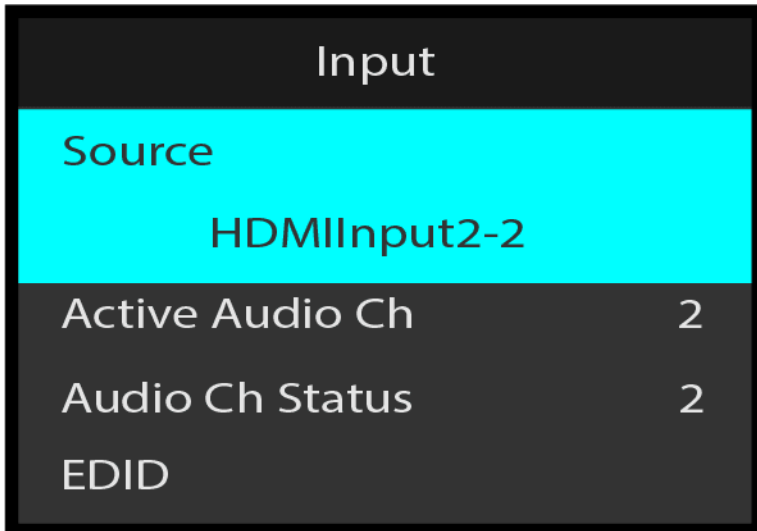 Input
Source
HDMIInput2-2
Active Audio Ch 2
Audio Ch Status 2
EDID